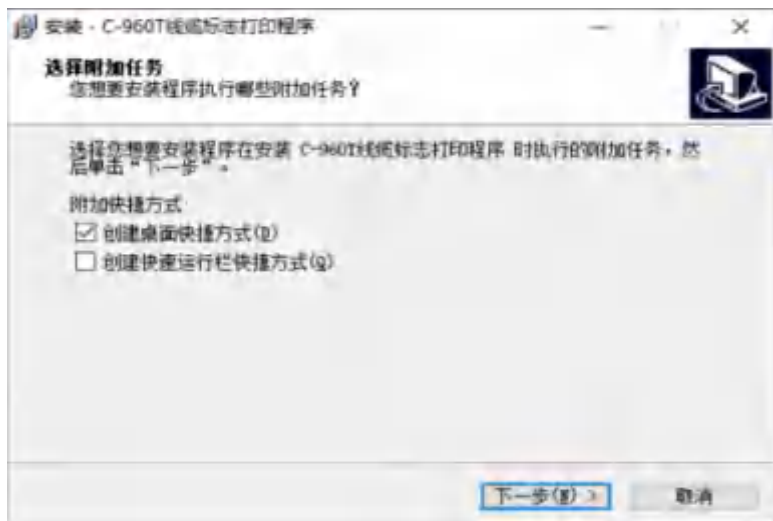 安装 - C-960T线缆标志打印程序
选择附加任务
您想要安装程序执行哪些附加任务？
选择您想要安装程序在安装 C-960T线缆标志打印程序 时执行的附加任务，然
后单击“下一步”。
附加快捷方式
创建桌面快捷方式(D)
创建快速运行栏快捷方式(Q)
下一步(N) >
取消